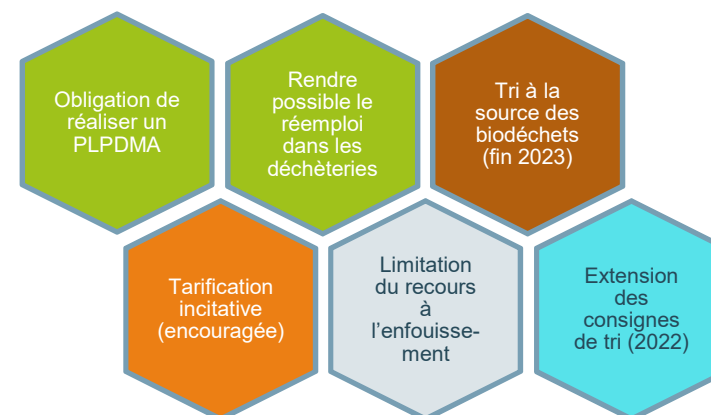 Obligation de
réaliser un
PLPDMA
Rendre
possible le
réemploi
dans les
déchèteries
Tri à la
source des
biodéchets
(fin 2023)
Tarification
incitative
(encouragée)
Limitation
du recours
à
l’enfouisse-
ment
Extension
des
consignes
de tri (2022)